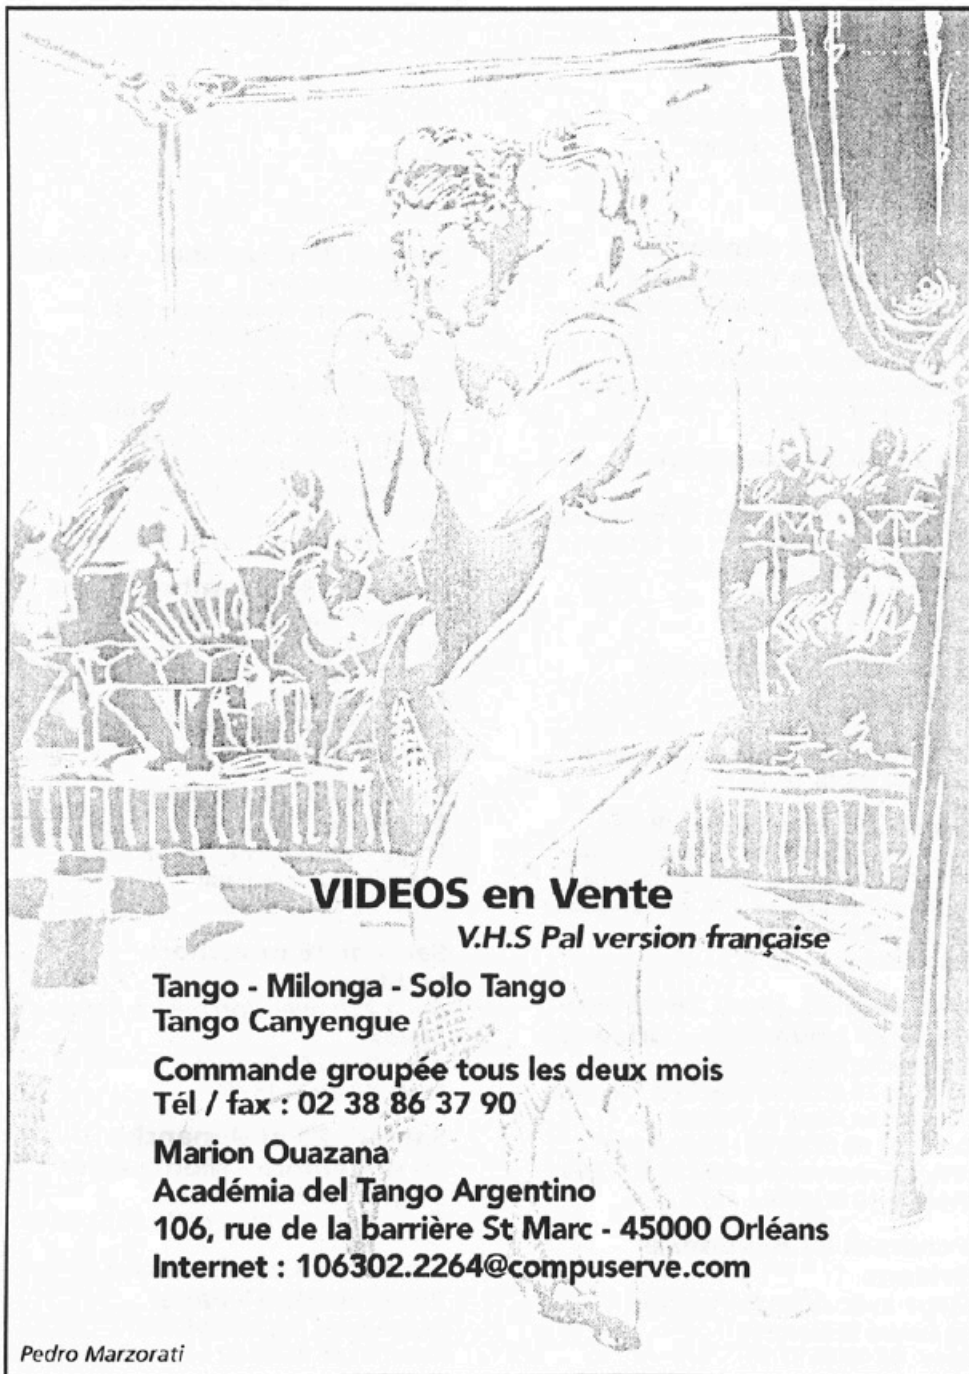 VIDEOS en Vente
V.H.S Pal version française
Tango - Milonga - Solo Tango
Tango Canyengue
Commande groupée tous les deux mois
Tél / fax : 02 38 86 37 90
Marion Ouazana
Académia del Tango Argentino
106, rue de la barrière St Marc - 45000 Orléans
Internet : 106302.2264@compuserve.com
Pedro Marzorati